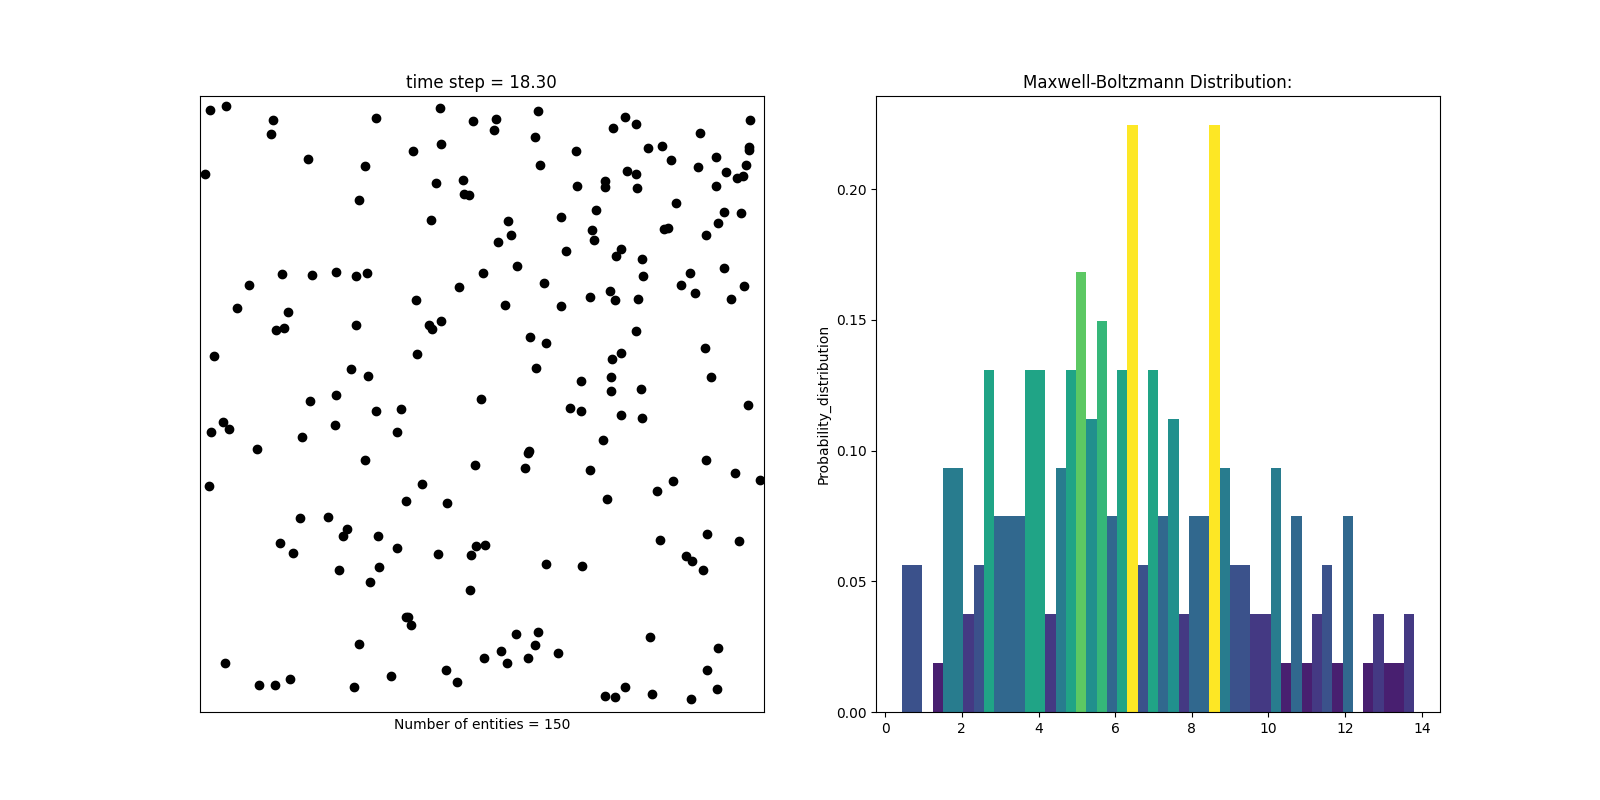 time step = 18.30
Number of entities = 150
Maxwell-Boltzmann Distribution:
Probability_distribution
0.20
0.15
0.10
0.05
0.00
0 2 4 6 8 10 12 14